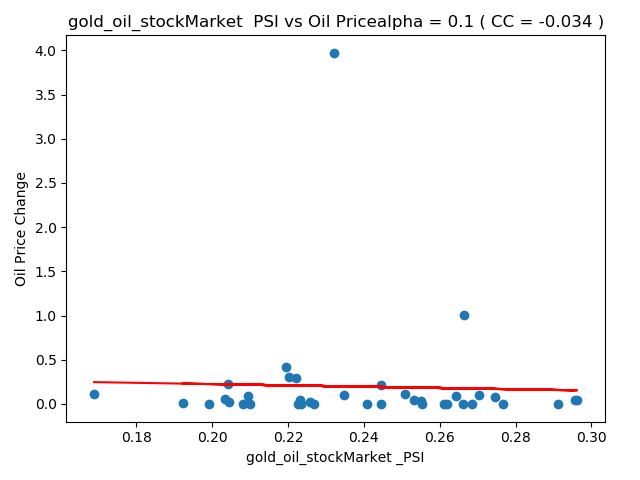 gold_oil_stockMarket  PSI vs Oil Pricealpha = 0.1 ( CC = -0.034 )
4.0
3.5
3.0
2.5
2.0
1.5
1.0
0.5
0.0
Oil Price Change
0.18 0.20 0.22 0.24 0.26 0.28 0.30
gold_oil_stockMarket _PSI